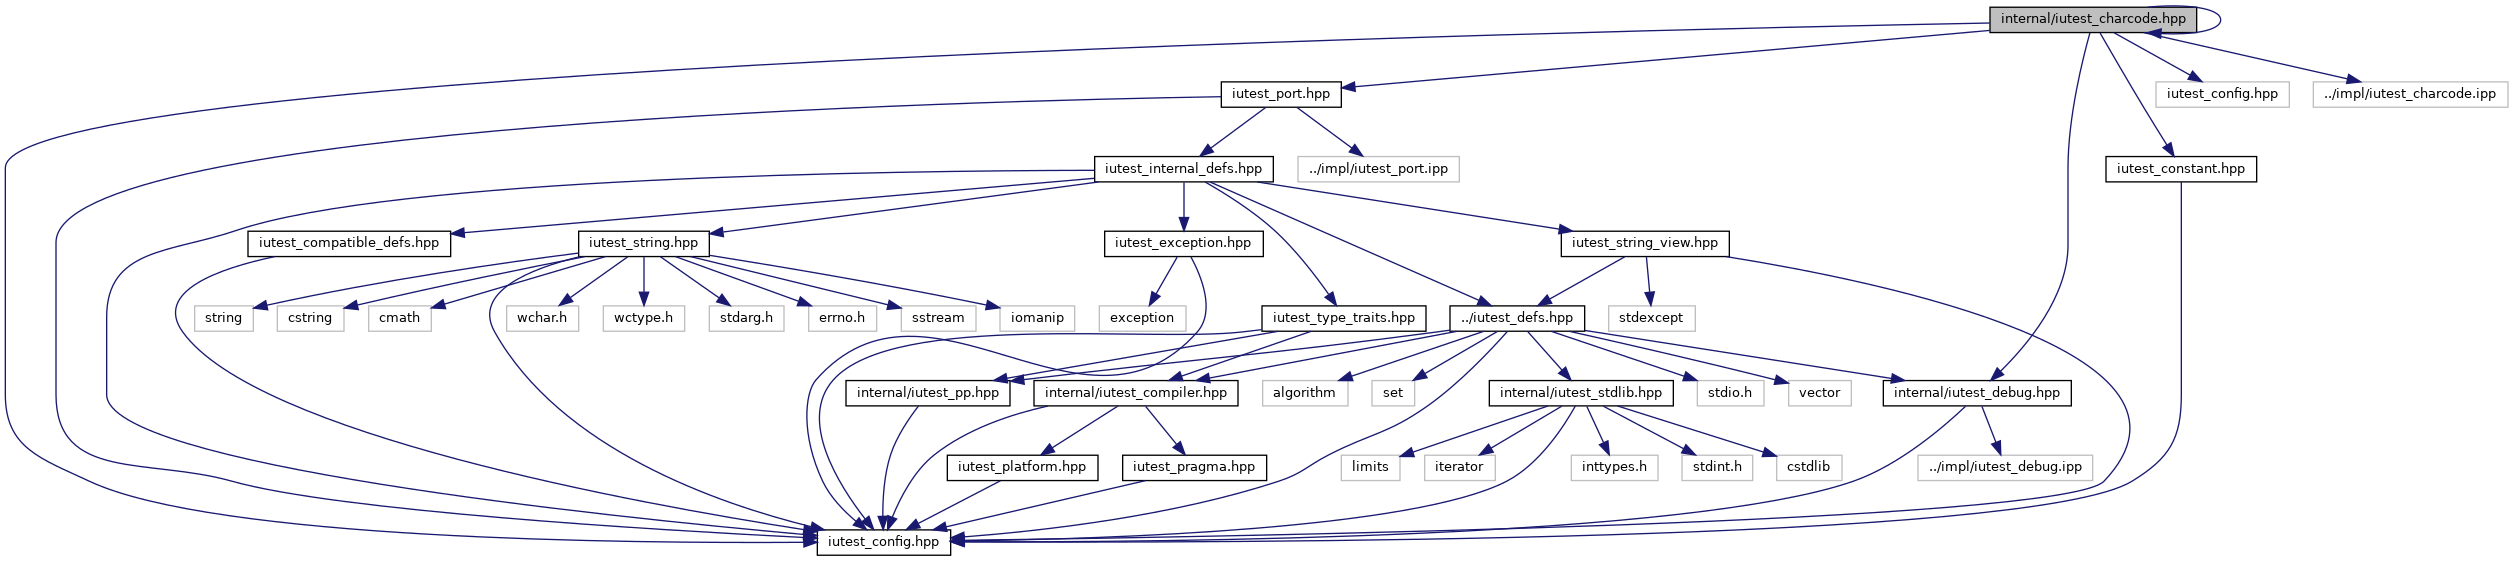 internal/iutest_charcode.hpp
iutest_port.hpp
iutest_config.hpp
../impl/iutest_charcode.ipp
iutest_internal_defs.hpp
../impl/iutest_port.ipp
iutest_constant.hpp
iutest_compatible_defs.hpp
iutest_string.hpp
iutest_exception.hpp
iutest_string_view.hpp
string
cstring
cmath
wchar.h
wctype.h
stdarg.h
errno.h
sstream
iomanip
exception
iutest_type_traits.hpp
../iutest_defs.hpp
stdexcept
internal/iutest_pp.hpp
internal/iutest_compiler.hpp
algorithm
set
internal/iutest_stdlib.hpp
stdio.h
vector
internal/iutest_debug.hpp
iutest_platform.hpp
iutest_pragma.hpp
limits
iterator
inttypes.h
stdint.h
cstdlib
../impl/iutest_debug.ipp
iutest_config.hpp